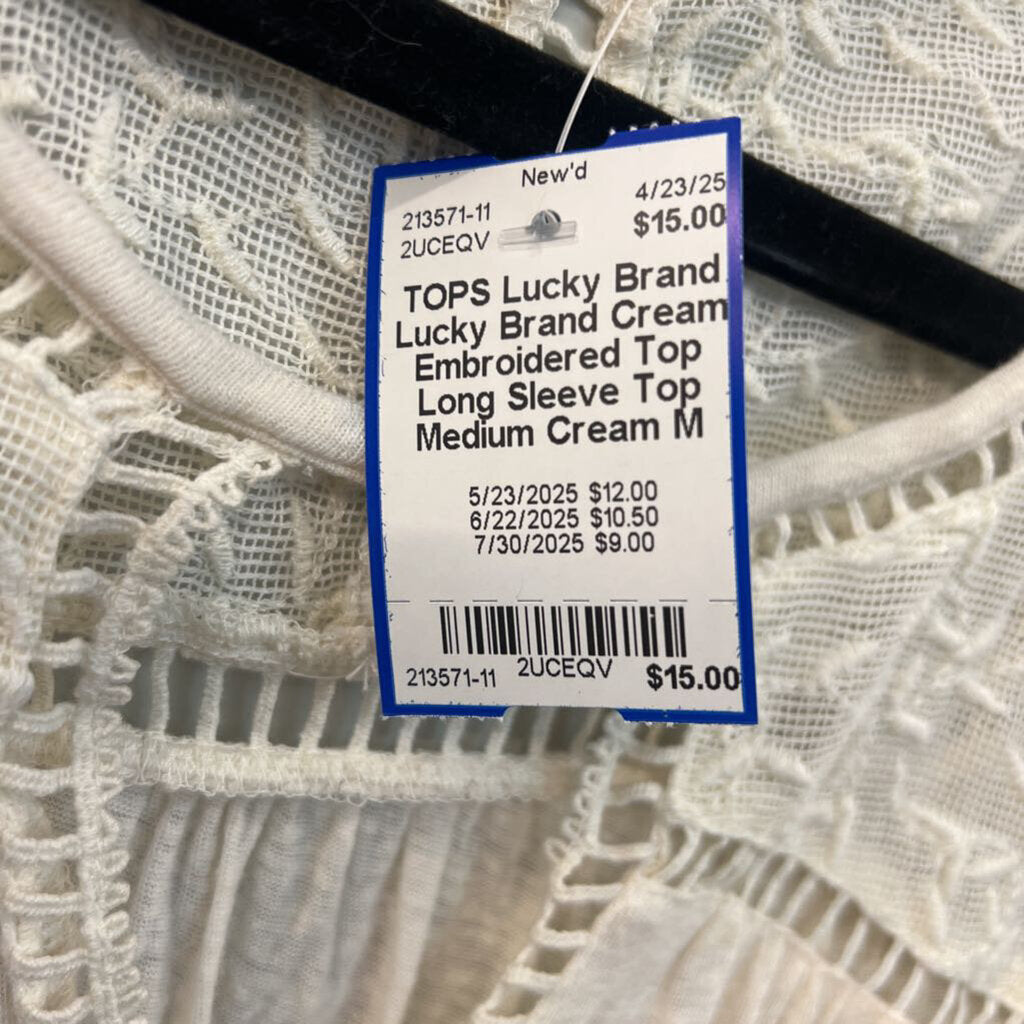 New'd
213571-11
4/23/25
2UCEQV
$15.00
TOPS Lucky Brand
Lucky Brand Cream
Embroidered Top
Long Sleeve Top
Medium Cream M
5/23/2025 $12.00
6/22/2025 $10.50
7/30/2025 $9.00
213571-11 2UCEQV $15.00